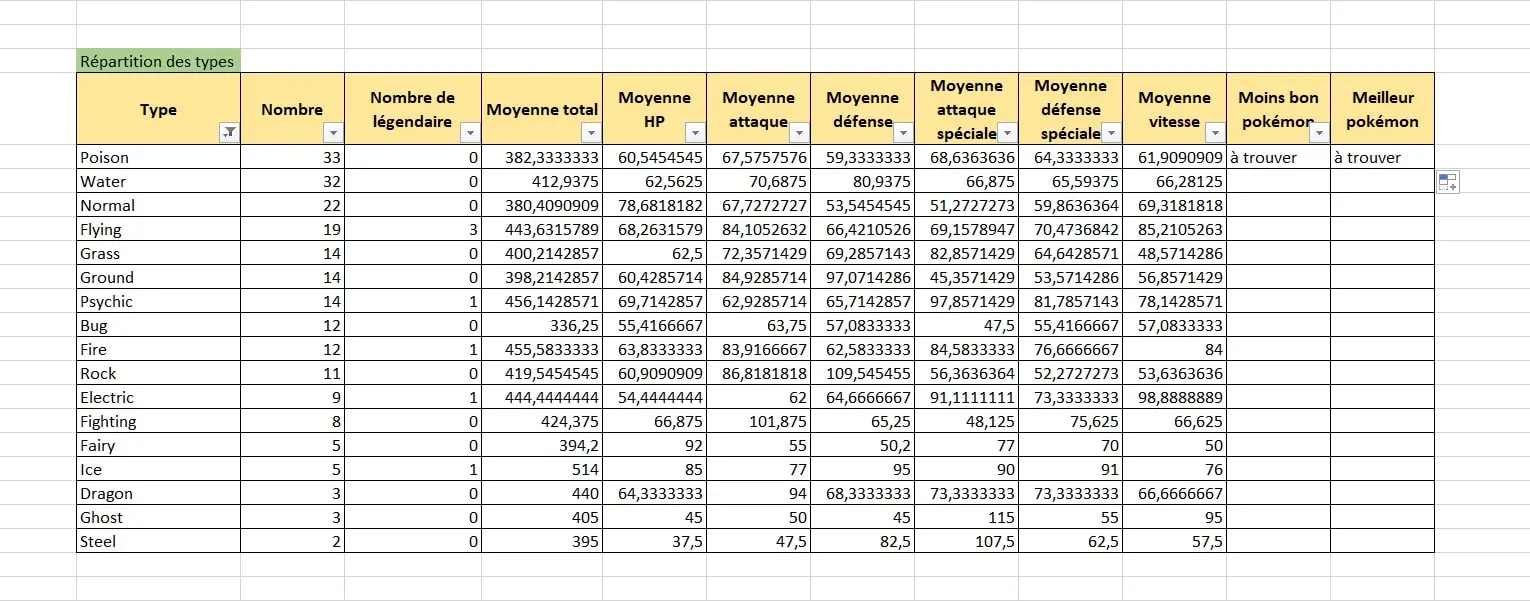 Répartition des types
Type Nombre Nombre de légendaire Moyenne total Moyenne HP Moyenne attaque Moyenne défense Moyenne attaque spéciale Moyenne défense spéciale Moyenne vitesse Moins bon pokémon Meilleur pokémon
Poison 33 0 382,3333333 60,5454545 67,5757576 59,3333333 68,6363636 64,3333333 61,9090909 à trouver à trouver
Water 32 0 412,9375 62,5625 70,6875 80,9375 66,875 65,59375 66,28125
Normal 22 0 380,4090909 78,6818182 67,7272727 53,5454545 51,2727273 59,8636364 69,3181818
Flying 19 3 443,6315789 68,2631579 84,1052632 66,4210526 69,1578947 70,4736842 85,2105263
Grass 14 0 400,2142857 62,5 72,3571429 69,2857143 82,8571429 64,6428571 48,5714286
Ground 14 0 398,2142857 60,4285714 84,9285714 97,0714286 45,3571429 53,5714286 56,8571429
Psychic 14 1 456,1428571 69,7142857 62,9285714 65,7142857 97,8571429 81,7857143 78,1428571
Bug 12 0 336,25 55,4166667 63,75 57,0833333 47,5 55,4166667 57,0833333
Fire 12 1 455,5833333 63,8333333 83,9166667 62,5833333 84,5833333 76,6666667 84
Rock 11 0 419,5454545 60,9090909 86,8181818 109,545455 56,3636364 52,2727273 53,6363636
Electric 9 1 444,4444444 54,4444444 62 64,6666667 91,1111111 73,3333333 98,8888889
Fighting 8 0 424,375 66,875 101,875 65,25 48,125 75,625 66,625
Fairy 5 0 394,2 92 55 50,2 77 70 50
Ice 5 1 514 85 77 95 90 91 76
Dragon 3 0 440 64,3333333 94 68,3333333 73,3333333 73,3333333 66,6666667
Ghost 3 0 405 45 50 45 115 55 95
Steel 2 0 395 37,5 47,5 82,5 107,5 62,5 57,5